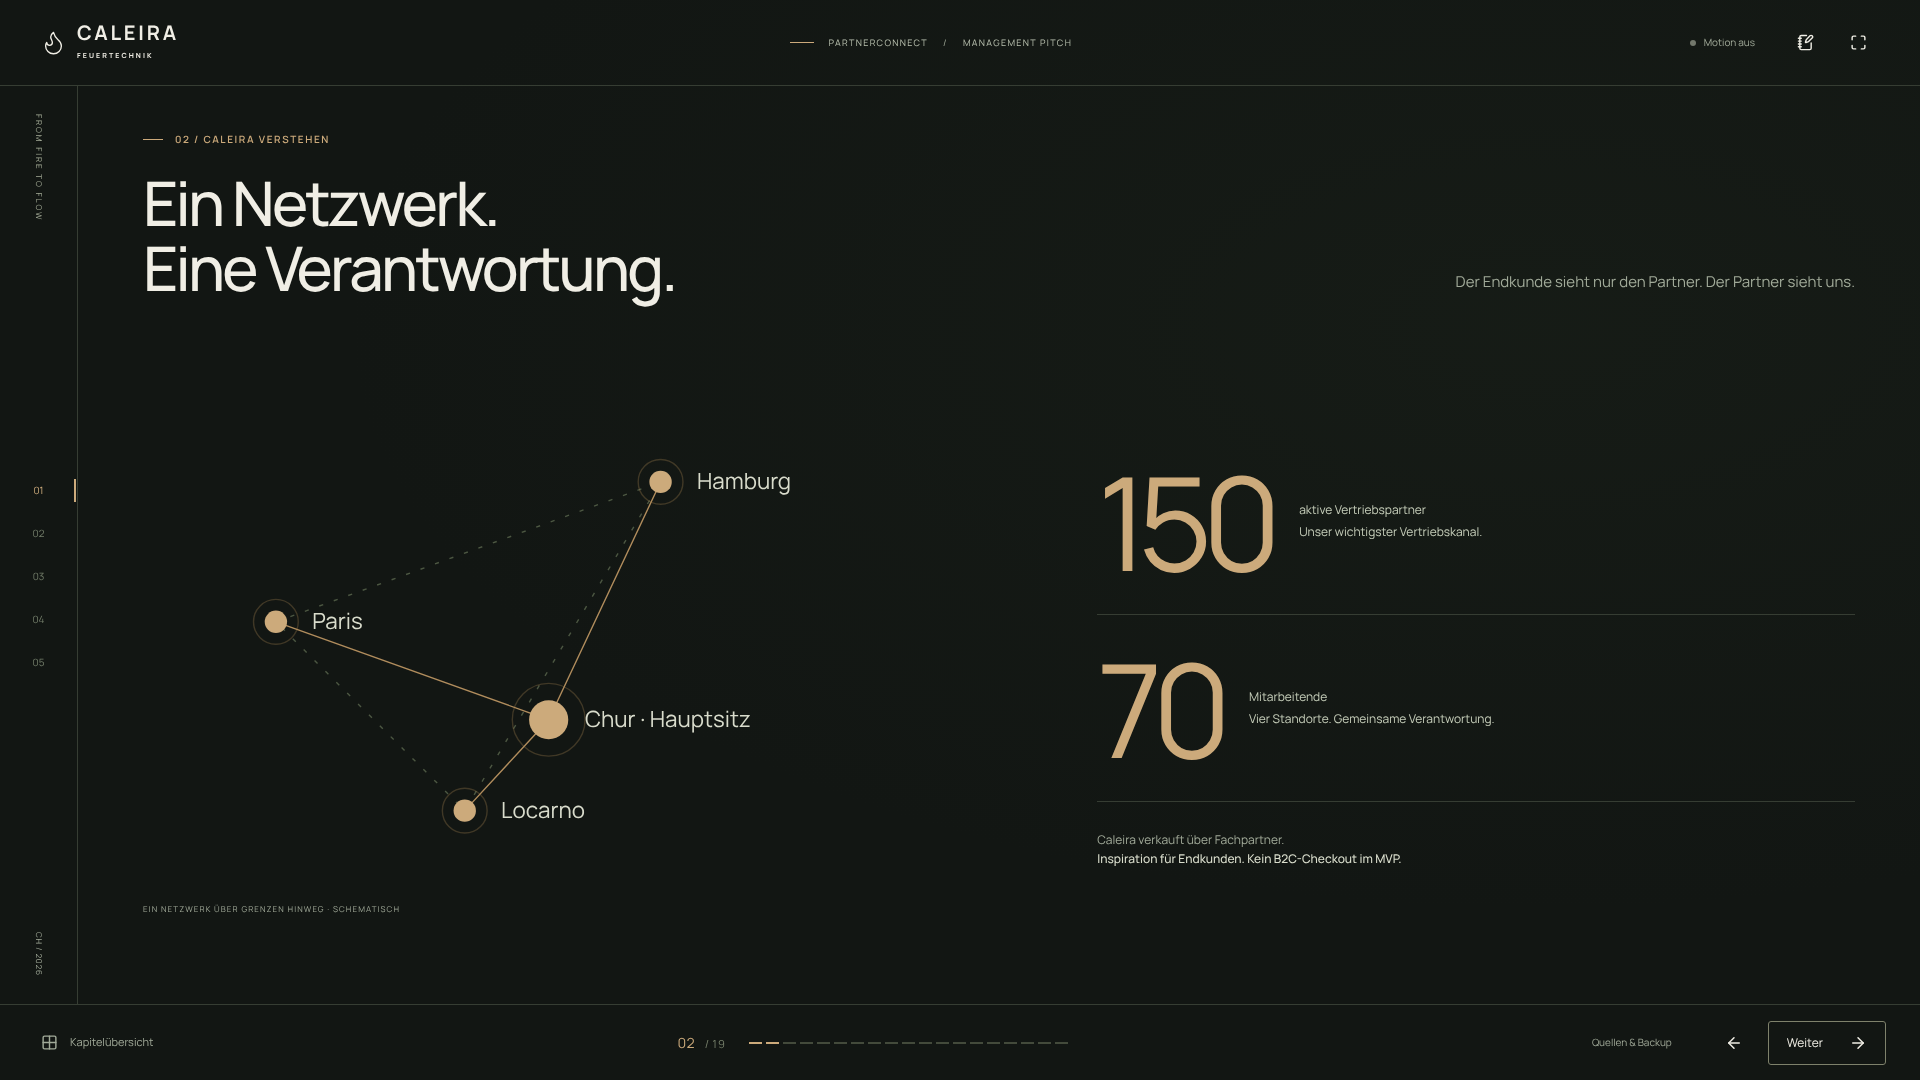 CALEIRA
FEUERTECHNIK
PARTNERCONNECT / MANAGEMENT PITCH
Motion aus
FROM FIRE TO FLOW
01
02
03
04
05
CH / 2026
02 / CALEIRA VERSTEHEN
Ein Netzwerk.
Eine Verantwortung.
Der Endkunde sieht nur den Partner. Der Partner sieht uns.
Hamburg
Paris
Chur · Hauptsitz
Locarno
EIN NETZWERK ÜBER GRENZEN HINWEG · SCHEMATISCH
150
aktive Vertriebspartner
Unser wichtigster Vertriebskanal.
70
Mitarbeitende
Vier Standorte. Gemeinsame Verantwortung.
Caleira verkauft über Fachpartner.
Inspiration für Endkunden. Kein B2C-Checkout im MVP.
Kapitelübersicht
02 / 19
Quellen & Backup
Weiter